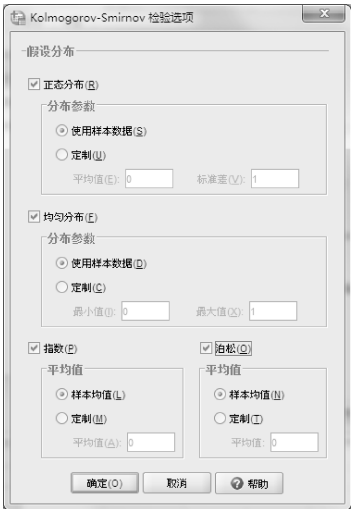 Kolmogorov-Smirnov 检验选项
假设分布
正态分布(R)
分布参数
使用样本数据(S)
定制(U)
平均值(E): 0 标准差(V): 1
均匀分布(F)
分布参数
使用样本数据(D)
定制(C)
最小值(I): 0 最大值(X): 1
指数(P) 泊松(O)
平均值 平均值
样本均值(L) 样本均值(N)
定制(M) 定制(T)
平均值(A): 0 平均值: 0
确定(O) 取消 帮助